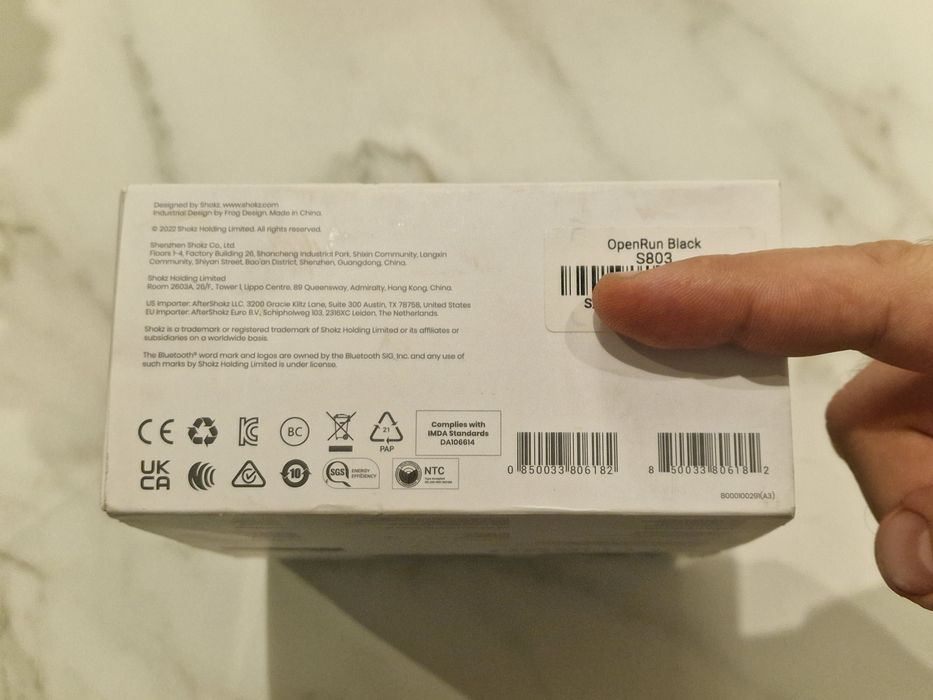 Designed by Shokz. www.shokz.com
Industrial Design by Frog Design. Made in China.
© 2022 Shokz Holding Limited. All rights reserved.
Shenzhen Shokz Co., Ltd.
Floors 1-4, Factory Building 26, Shancheng Industrial Park, Shixin Community, Longxin
Community, Shiyan Street, Bao'an District, Shenzhen, Guangdong, China.
Shokz Holding Limited
Room 2603A, 26/F, Tower 1, Lippo Centre, 89 Queensway, Admiralty, Hong Kong, China.
US Importer: AfterShokz LLC, 3200 Gracie Kiltz Lane, Suite 300 Austin, TX 78758, United States
EU Importer: AfterShokz Euro B.V., Schipholweg 103, 2316XC Leiden, The Netherlands.
Shokz is a trademark or registered trademark of Shokz Holding Limited or its affiliates or
subsidiaries on a worldwide basis.
The Bluetooth® word mark and logos are owned by the Bluetooth SIG, Inc. and any use of
such marks by Shokz Holding Limited is under license.
OpenRun Black
S803
CE
BC
21
PAP
Complies with
IMDA Standards
DA106614
UK
CA
10
SGS ENERGY
EFFICIENCY
NTC
0 850033 806182
8 50033 80618 2
B000100291(A3)